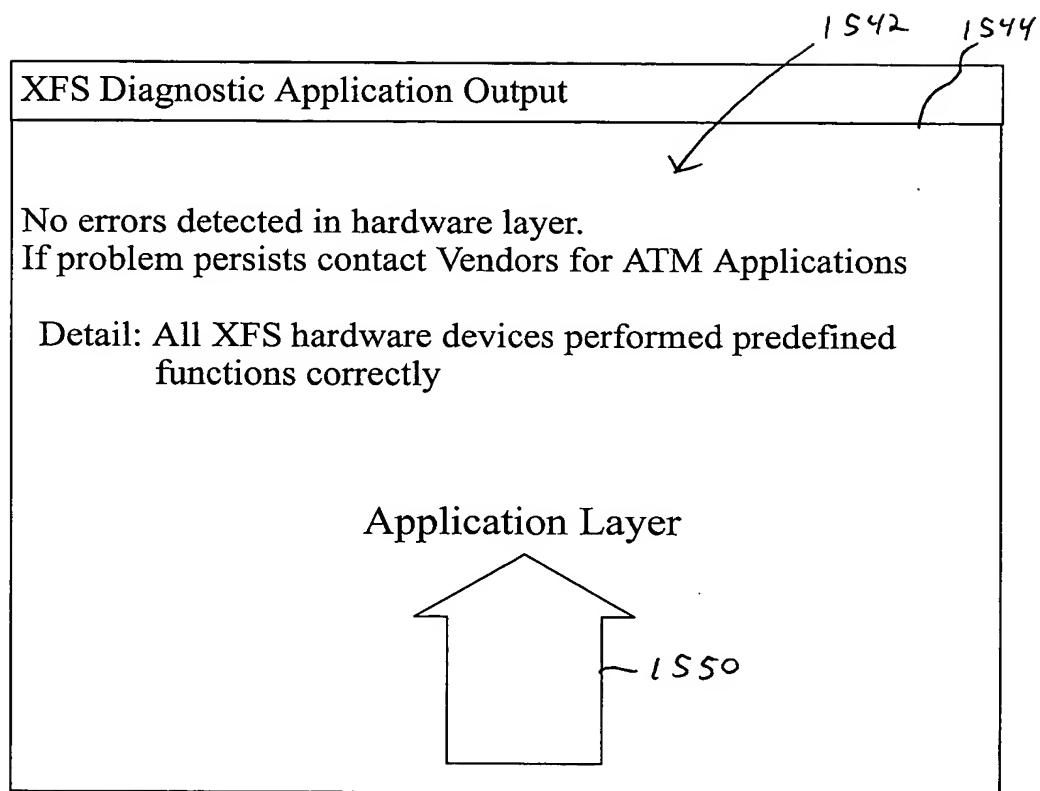 1542 1544
XFS Diagnostic Application Output
No errors detected in hardware layer.
If problem persists contact Vendors for ATM Applications
Detail: All XFS hardware devices performed predefined
functions correctly
Application Layer
1550